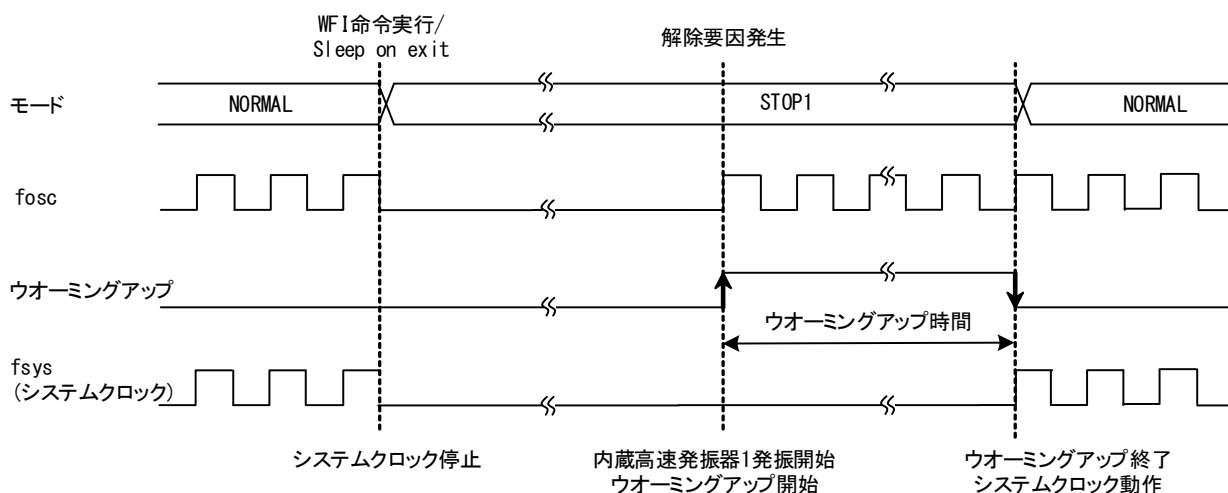 WFI命令実行/
Sleep on exit
解除要因発生
モード
NORMAL
STOP1
NORMAL
fosc
ウオーミングアップ
ウオーミングアップ時間
fsys
(システムクロック)
システムクロック停止
内蔵高速発振器1発振開始
ウオーミングアップ開始
ウオーミングアップ終了
システムクロック動作